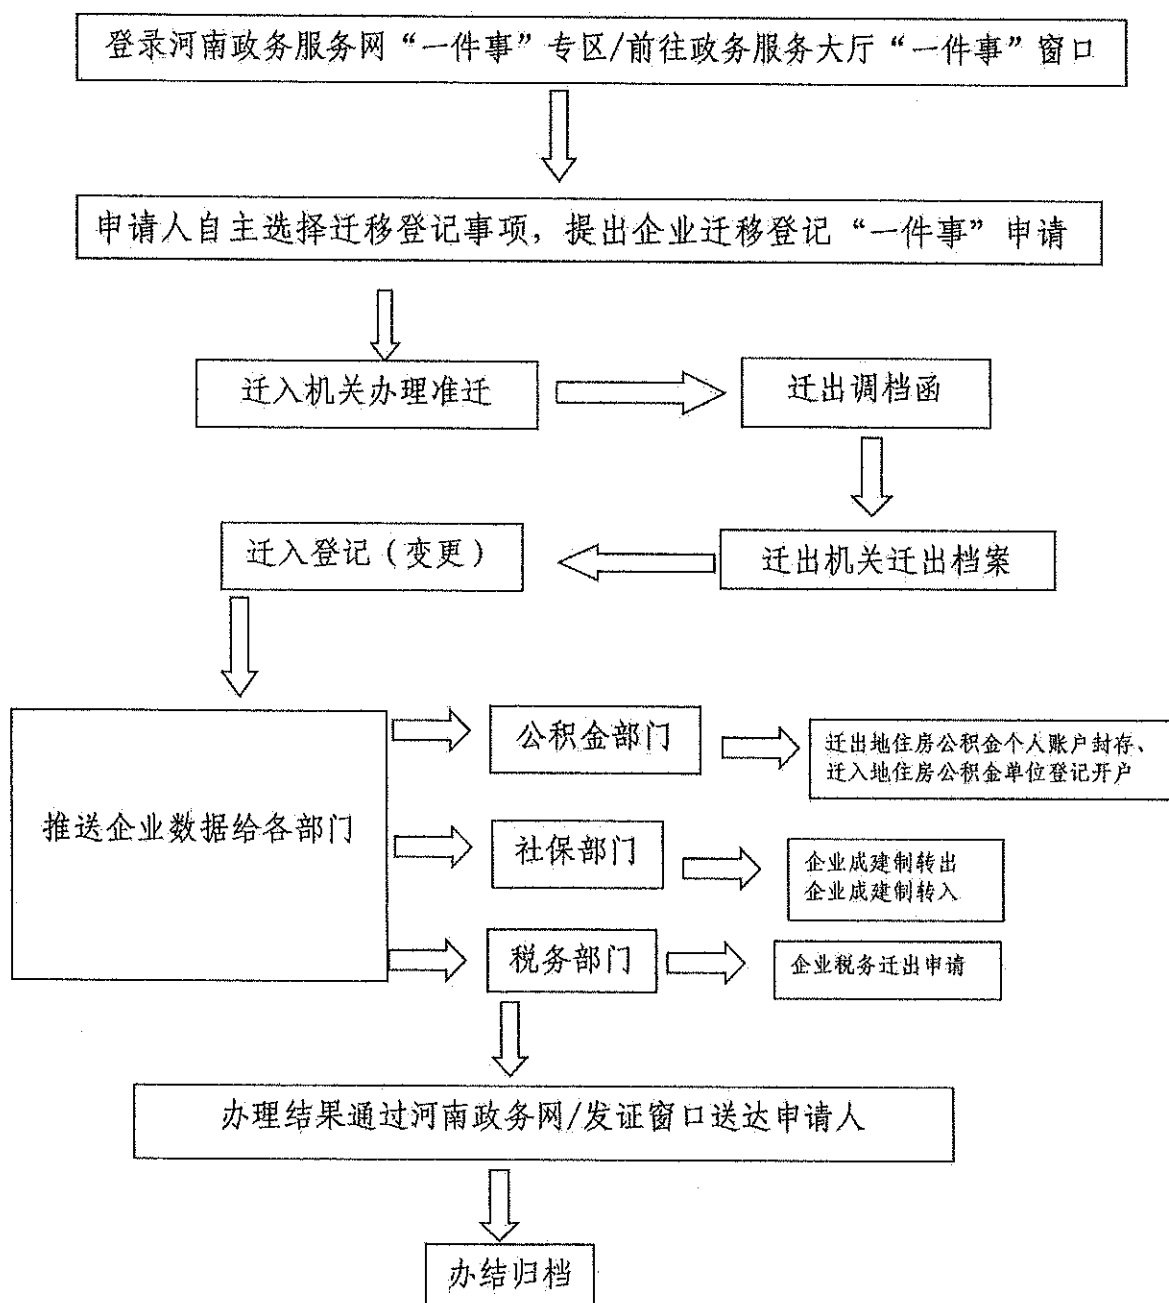 登录河南政务服务网“一件事”专区/前往政务服务大厅“一件事”窗口
申请人自主选择迁移登记事项，提出企业迁移登记“一件事”申请
迁入机关办理准迁
迁出调档函
迁入登记（变更）
迁出机关迁出档案
推送企业数据给各部门
公积金部门
迁出地住房公积金个人账户封存、
迁入地住房公积金单位登记开户
社保部门
企业成建制转出
企业成建制转入
税务部门
企业税务迁出申请
办理结果通过河南政务网/发证窗口送达申请人
办结归档